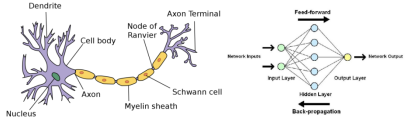 Dendrite
Axon Terminal
Node of
Ranvier
Cell body
Schwann cell
Axon
Myelin sheath
Nucleus
Feed-forward
Network Inputs
Network Output
Input Layer
Output Layer
Hidden Layer
Back-propagation